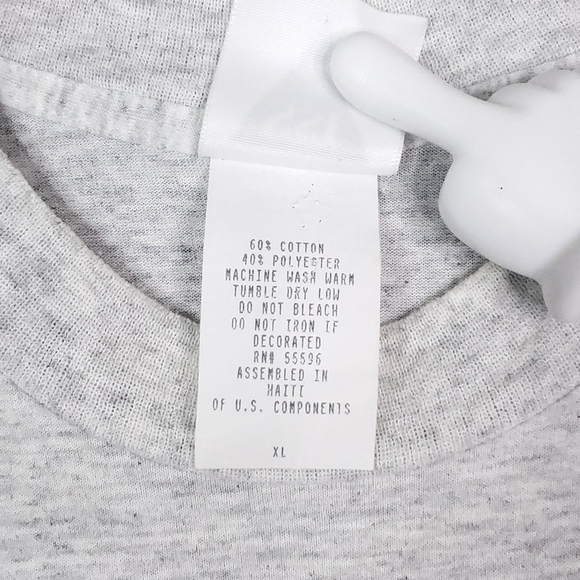 60% COTTON
40% POLYESTER
MACHINE WASH WARM
TUMBLE DRY LOW
DO NOT BLEACH
DO NOT IRON IF
DECORATED
RN# 55596
ASSEMBLED IN
HAITI
OF U.S. COMPONENTS
XL